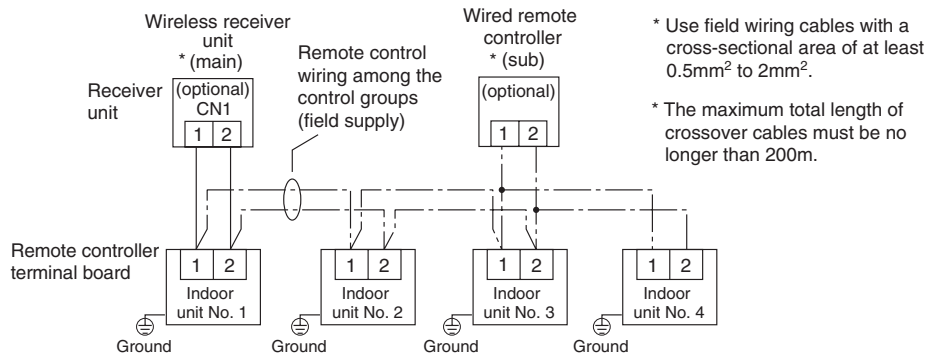 Wireless receiver
unit
* (main)
Receiver
unit
(optional)
CN1
1 2
Remote control
wiring among the
control groups
(field supply)
Wired remote
controller
* (sub)
(optional)
1 2
* Use field wiring cables with a
cross-sectional area of at least
0.5mm² to 2mm².
* The maximum total length of
crossover cables must be no
longer than 200m.
Remote controller
terminal board
1 2
Indoor
unit No. 1
Ground
1 2
Indoor
unit No. 2
Ground
1 2
Indoor
unit No. 3
Ground
1 2
Indoor
unit No. 4
Ground